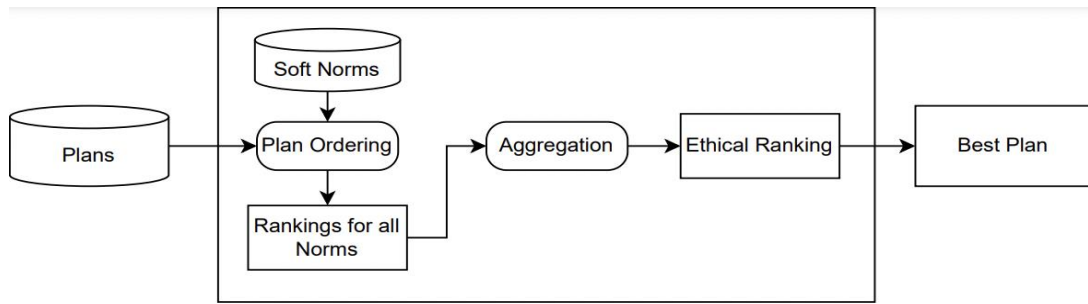 Soft Norms
Plans
Plan Ordering
Rankings for all
Norms
Aggregation
Ethical Ranking
Best Plan